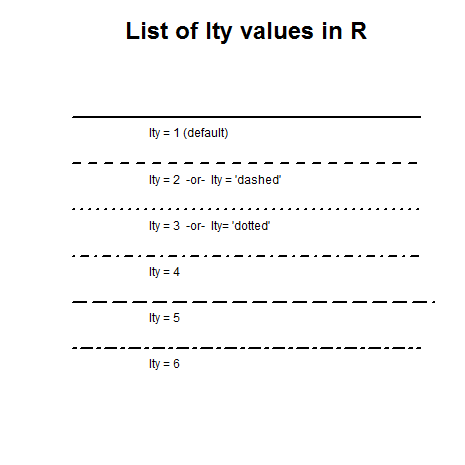 List of lty values in R
lty = 1 (default)
lty = 2 -or- lty = 'dashed'
lty = 3 -or- lty= 'dotted'
lty = 4
lty = 5
lty = 6